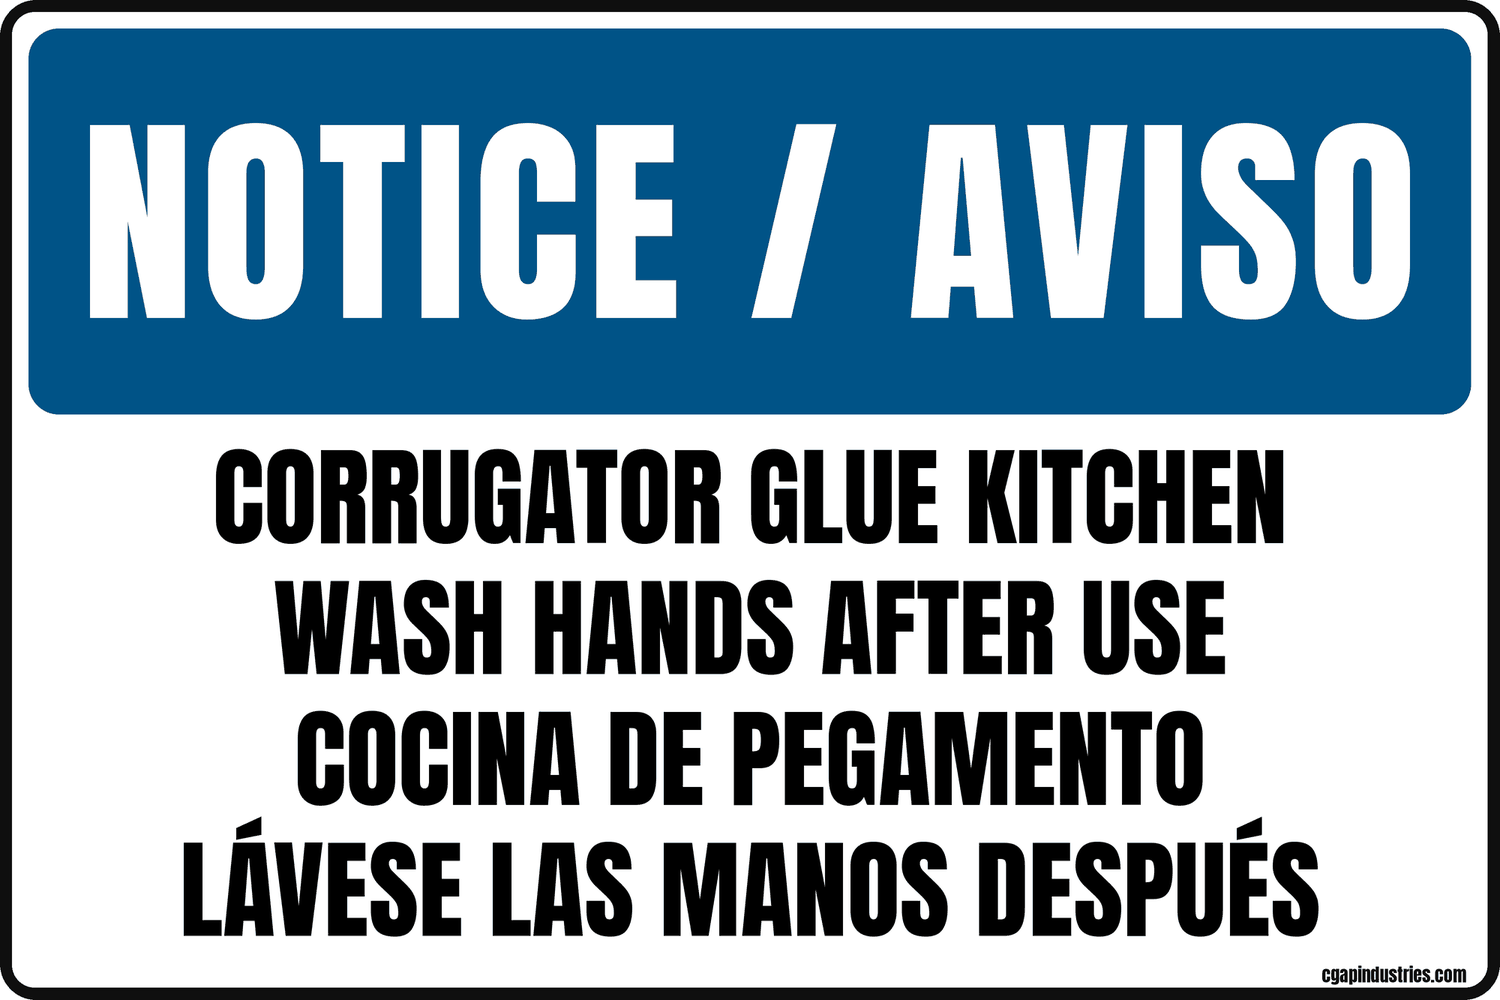 NOTICE / AVISO
CORRUGATOR GLUE KITCHEN
WASH HANDS AFTER USE
COCINA DE PEGAMENTO
LÁVESE LAS MANOS DESPUÉS
cgapindustries.com